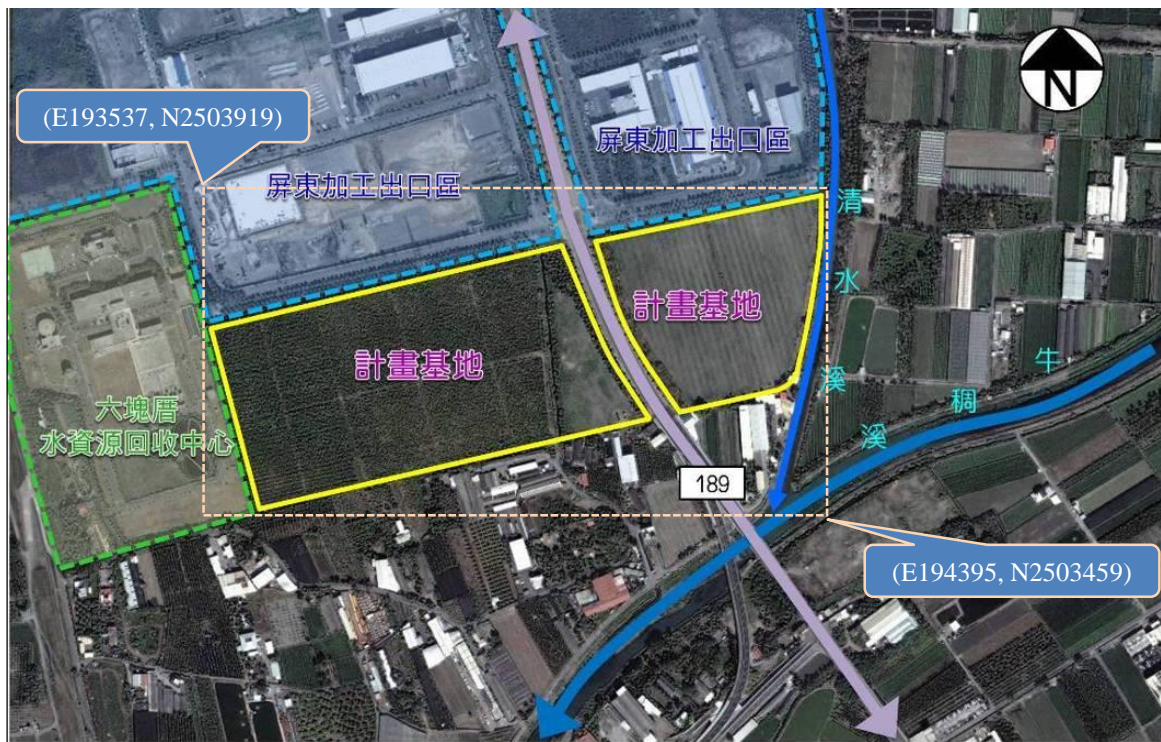 N
(E193537, N2503919)
屏東加工出口區
屏東加工出口區
清水溪
計畫基地
計畫基地
牛稠溪
六塊厝
水資源回收中心
189
(E194395, N2503459)